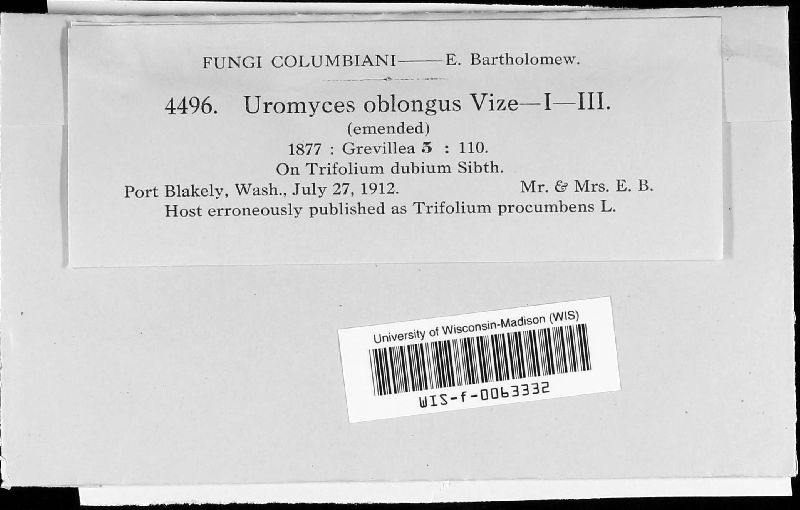 FUNGI COLUMBIANI——E. Bartholomew.
4496. Uromyces oblongus Vize—I—III.
(emended)
1877 : Grevillea 5 : 110.
On Trifolium dubium Sibth.
Port Blakely, Wash., July 27, 1912. Mr. & Mrs. E. B.
Host erroneously published as Trifolium procumbens L.
University of Wisconsin-Madison (WIS)
WIS-f-0063332